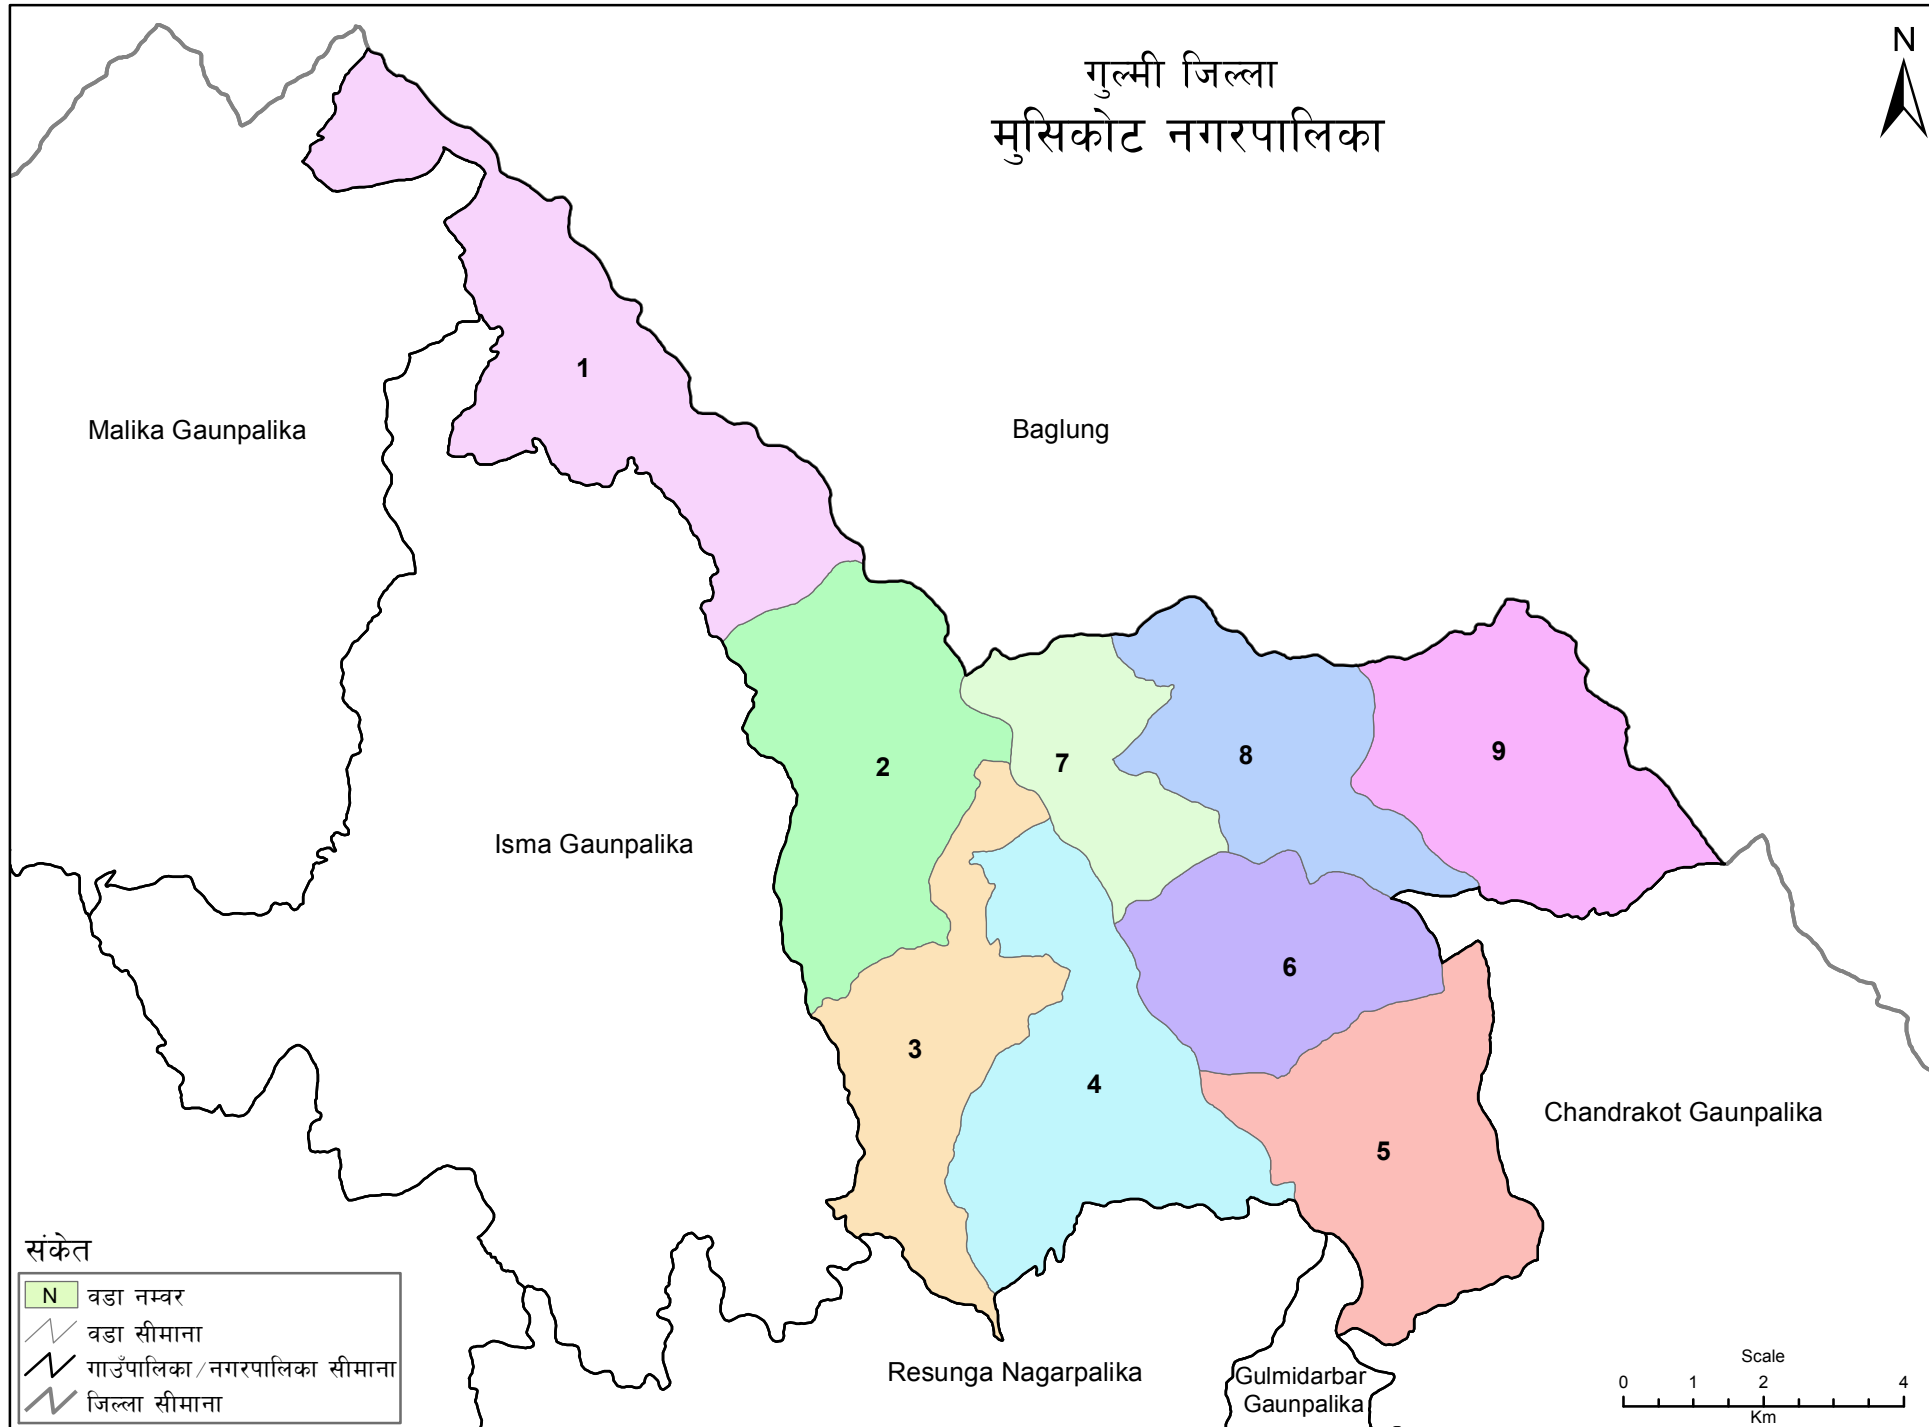 गुल्मी जिल्ला
मुसिकोट नगरपालिका
N
1
Malika Gaunpalika
Baglung
2
7
8
9
Isma Gaunpalika
6
3
4
Chandrakot Gaunpalika
5
Resunga Nagarpalika
Gulmidarbar
Gaunpalika
संकेत
N वडा नम्वर
वडा सीमाना
गाउँपालिका/नगरपालिका सीमाना
जिल्ला सीमाना
Scale
0 1 2 4
Km